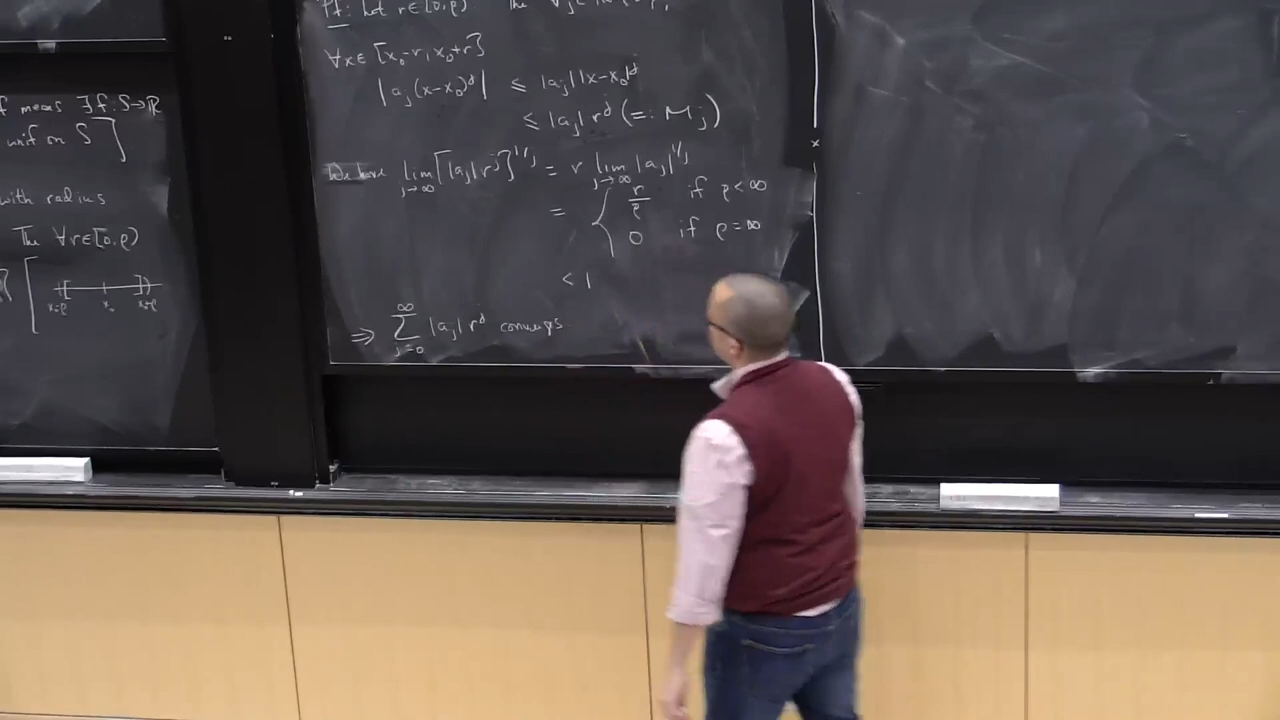 f means ∃ f: S→ℝ
unif on S ]
with radius
The ∀r∈[0,ρ)
x₀-ρ x₀ x₀+ρ
Pf: Let r∈[0,ρ) The ∀j∈
∀x∈[x₀-r, x₀+r]
|aⱼ(x-x₀)ʲ| ≤ |aⱼ||x-x₀|ʲ
≤ |aⱼ| rʲ (=: Mⱼ)
We have lim j→∞ [|aⱼ| rʲ]^{1/j} = r lim j→∞ |aⱼ|^{1/j}
= { r/ρ if ρ<∞
0 if ρ=∞
< 1
⇒ ∑_{j=0}^{∞} |aⱼ| rʲ converges